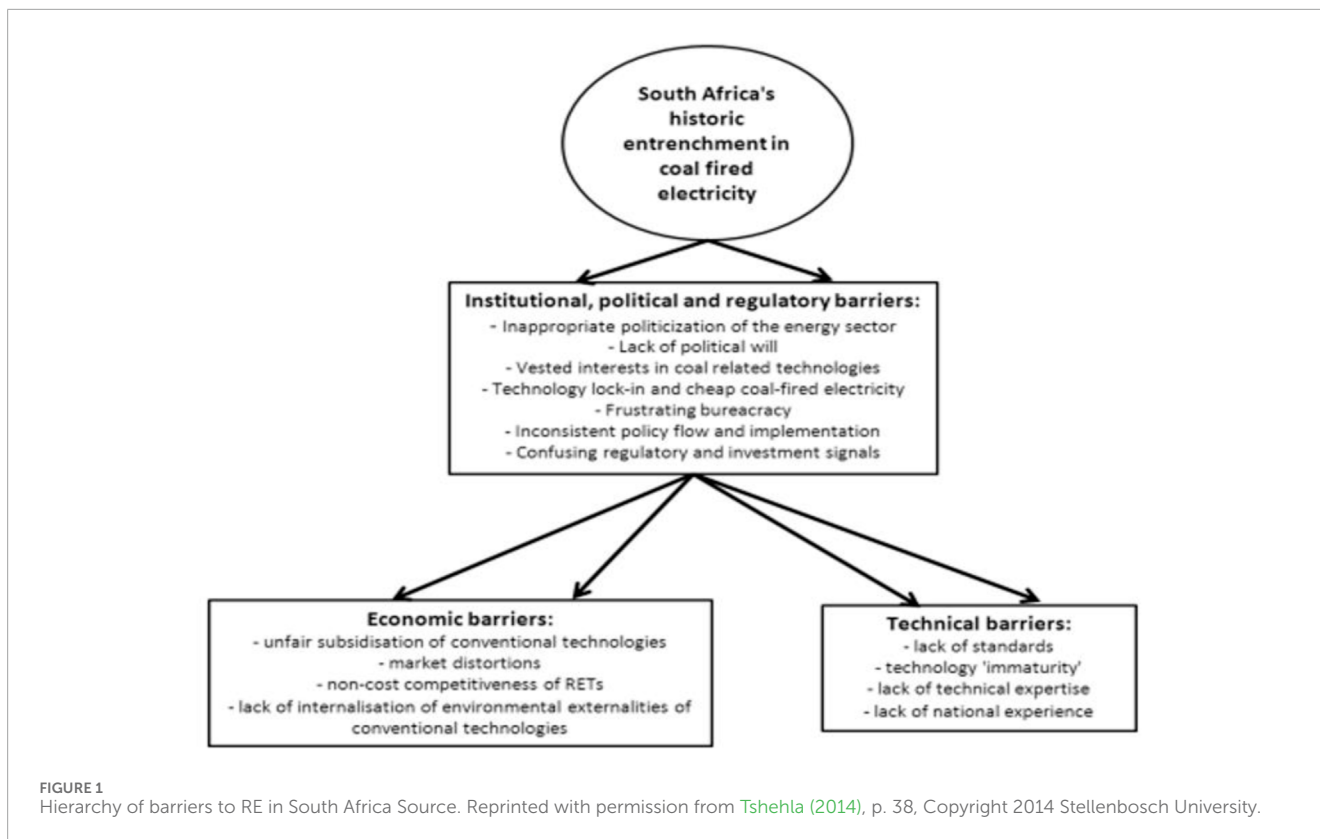 South Africa's
historic
entrenchment in
coal fired
electricity
Institutional, political and regulatory barriers:
- Inappropriate politicization of the energy sector
- Lack of political will
- Vested interests in coal related technologies
- Technology lock-in and cheap coal-fired electricity
- Frustrating bureacracy
- Inconsistent policy flow and implementation
- Confusing regulatory and investment signals
Economic barriers:
- unfair subsidisation of conventional technologies
- market distortions
- non-cost competitiveness of RETs
- lack of internalisation of environmental externalities of
conventional technologies
Technical barriers:
- lack of standards
- technology 'immaturity'
- lack of technical expertise
- lack of national experience
FIGURE 1
Hierarchy of barriers to RE in South Africa Source. Reprinted with permission from Tshehla (2014), p. 38, Copyright 2014 Stellenbosch University.